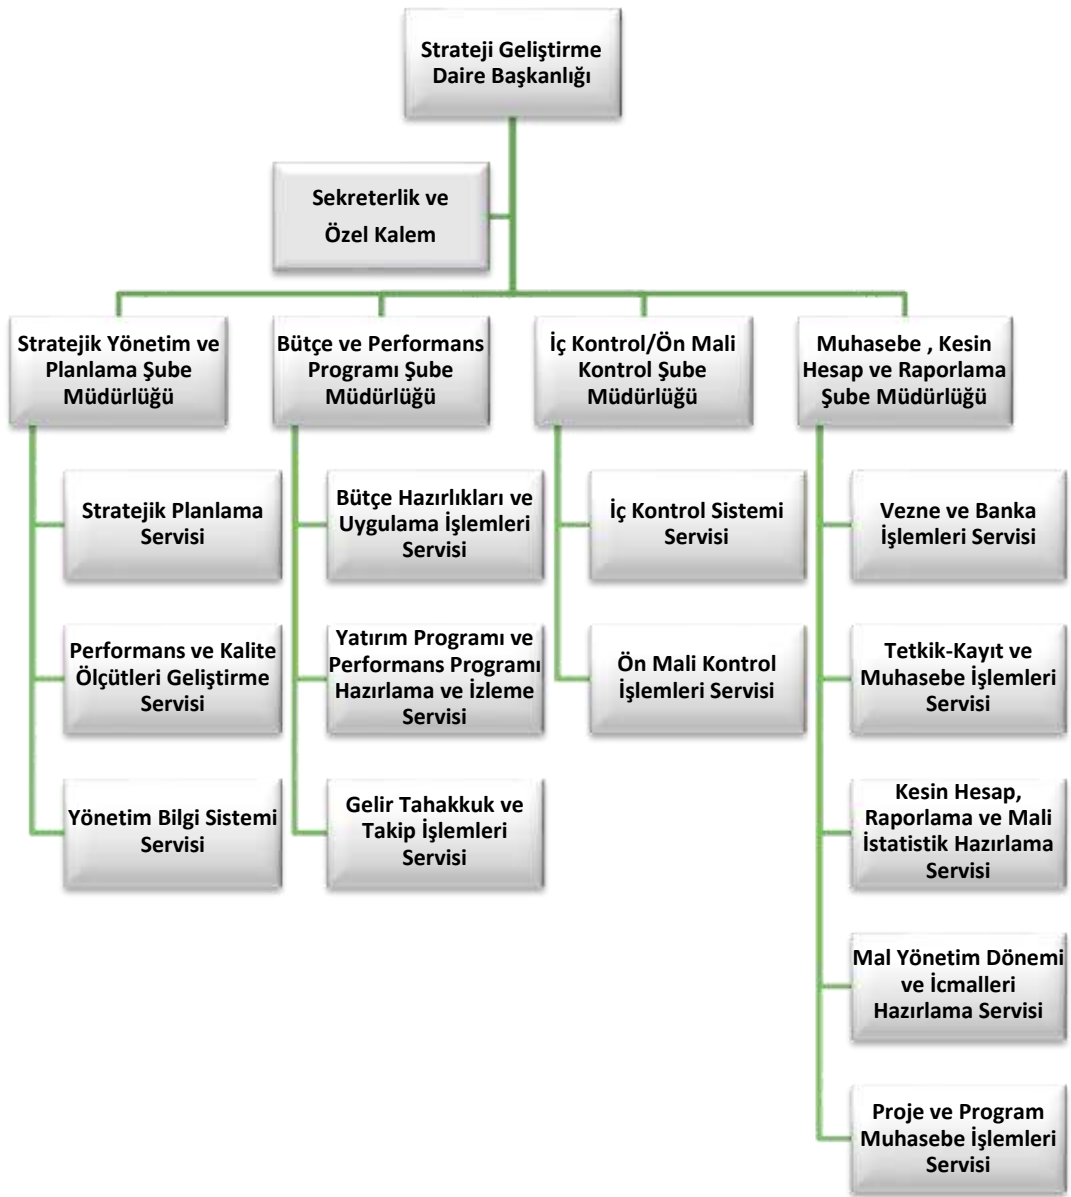 Strateji Geliştirme
Daire Başkanlığı
Sekreterlik ve
Özel Kalem
Stratejik Yönetim ve
Planlama Şube
Müdürlüğü
Bütçe ve Performans
Programı Şube
Müdürlüğü
İç Kontrol/Ön Mali
Kontrol Şube
Müdürlüğü
Muhasebe , Kesin
Hesap ve Raporlama
Şube Müdürlüğü
Stratejik Planlama
Servisi
Bütçe Hazırlıkları ve
Uygulama İşlemleri
Servisi
İç Kontrol Sistemi
Servisi
Vezne ve Banka
İşlemleri Servisi
Performans ve Kalite
Ölçütleri Geliştirme
Servisi
Yatırım Programı ve
Performans Programı
Hazırlama ve İzleme
Servisi
Ön Mali Kontrol
İşlemleri Servisi
Tetkik-Kayıt ve
Muhasebe İşlemleri
Servisi
Yönetim Bilgi Sistemi
Servisi
Gelir Tahakkuk ve
Takip İşlemleri
Servisi
Kesin Hesap,
Raporlama ve Mali
İstatistik Hazırlama
Servisi
Mal Yönetim Dönemi
ve İcmalleri
Hazırlama Servisi
Proje ve Program
Muhasebe İşlemleri
Servisi